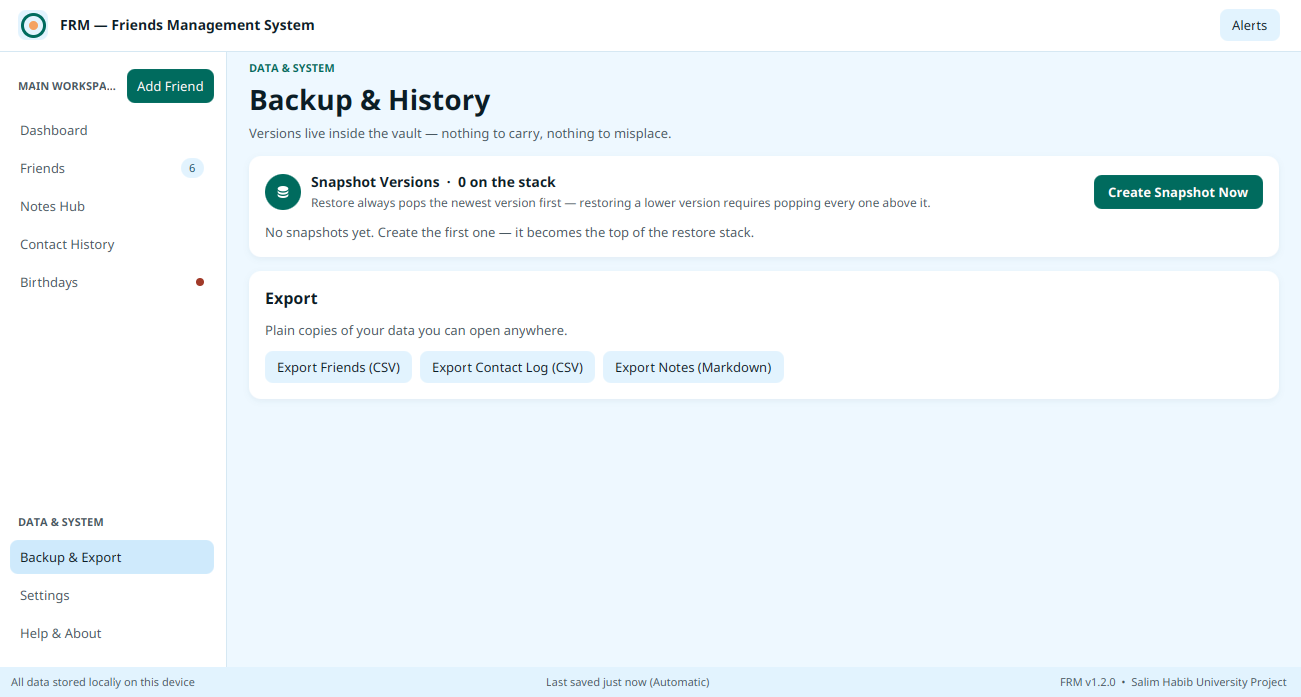 FRM — Friends Management System
Alerts
MAIN WORKSPA...
Add Friend
Dashboard
Friends
6
Notes Hub
Contact History
Birthdays
DATA & SYSTEM
Backup & Export
Settings
Help & About
DATA & SYSTEM
Backup & History
Versions live inside the vault — nothing to carry, nothing to misplace.
Snapshot Versions · 0 on the stack
Restore always pops the newest version first — restoring a lower version requires popping every one above it.
Create Snapshot Now
No snapshots yet. Create the first one — it becomes the top of the restore stack.
Export
Plain copies of your data you can open anywhere.
Export Friends (CSV)
Export Contact Log (CSV)
Export Notes (Markdown)
All data stored locally on this device
Last saved just now (Automatic)
FRM v1.2.0 • Salim Habib University Project